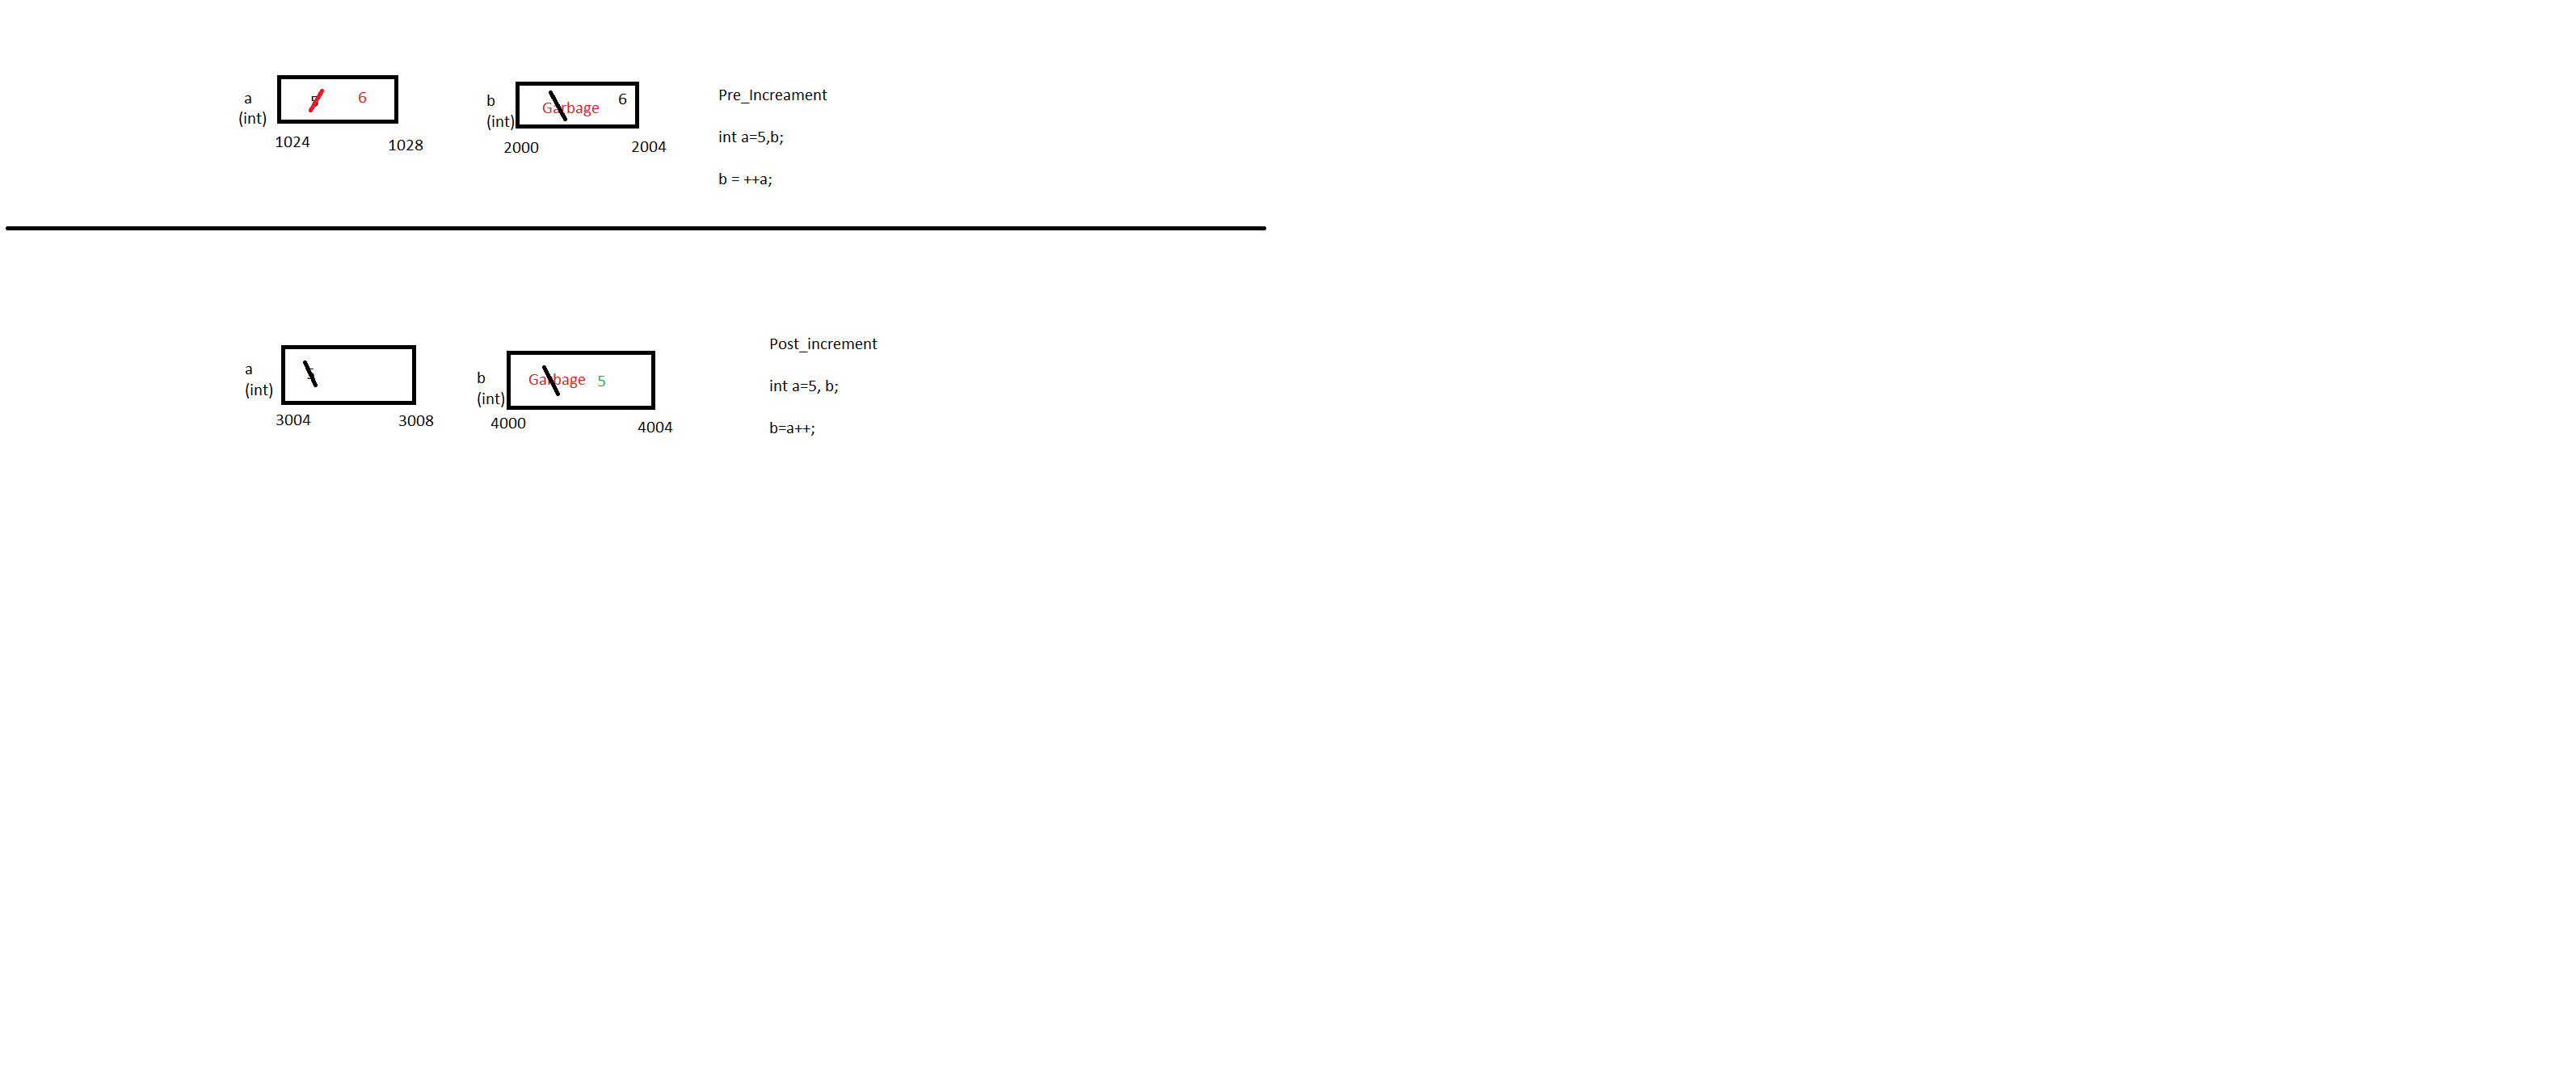 a
(int)
5 6
1024
1028
b
(int)
Garbage 6
2000
2004
Pre_Increament
int a=5,b;
b = ++a;
a
(int)
5
3004
3008
b
(int)
Garbage 5
4000
4004
Post_increment
int a=5, b;
b=a++;